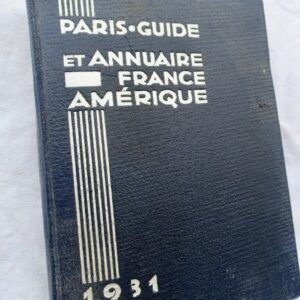 PARIS•GUIDE
ET ANNUAIRE
FRANCE
AMÉRIQUE
1931